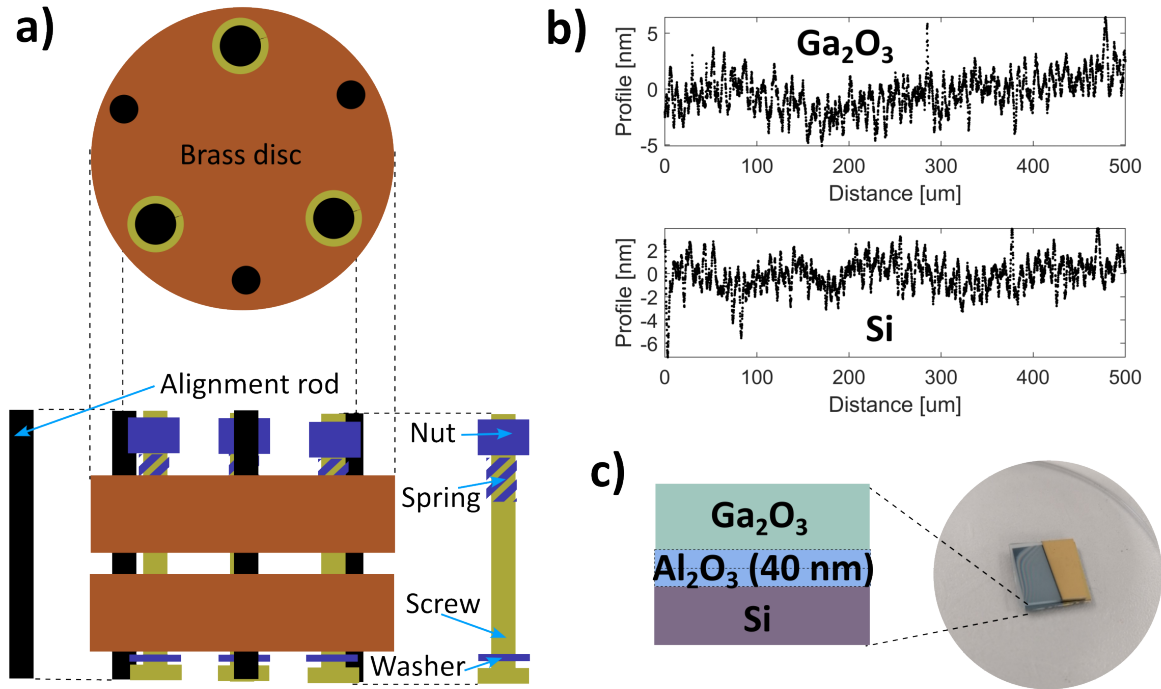 a)
Brass disc
Alignment rod
Nut
Spring
Screw
Washer
b)
Ga₂O₃
Profile [nm]
5
0
-5
0 100 200 300 400 500
Distance [um]
Si
Profile [nm]
2
0
-2
-4
-6
0 100 200 300 400 500
Distance [um]
c)
Ga₂O₃
Al₂O₃ (40 nm)
Si